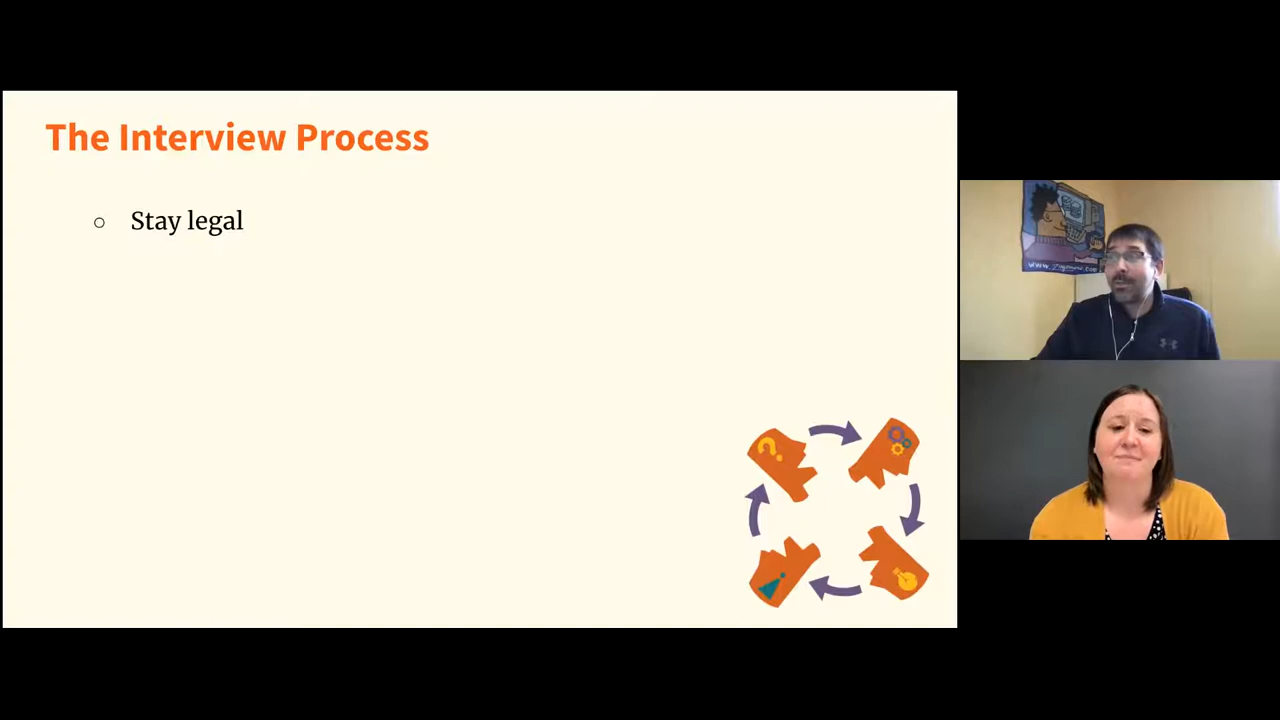 The Interview Process
○ Stay legal